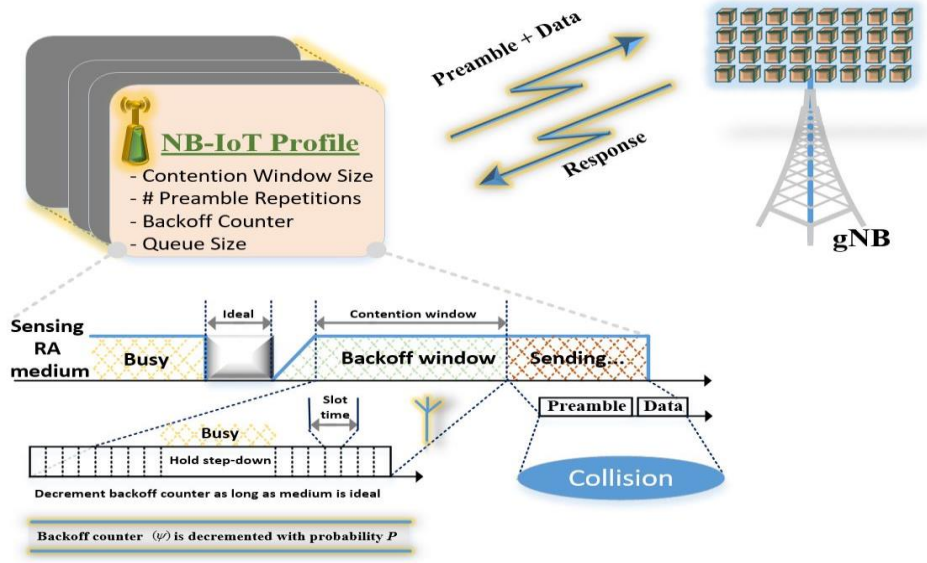 NB-IoT Profile
- Contention Window Size
- # Preamble Repetitions
- Backoff Counter
- Queue Size
Preamble + Data
Response
gNB
Sensing
RA
medium
Busy
Ideal
Contention window
Backoff window
Sending...
Slot
time
Busy
Hold step-down
Decrement backoff counter as long as medium is ideal
Preamble
Data
Collision
Backoff counter (ψ) is decremented with probability P